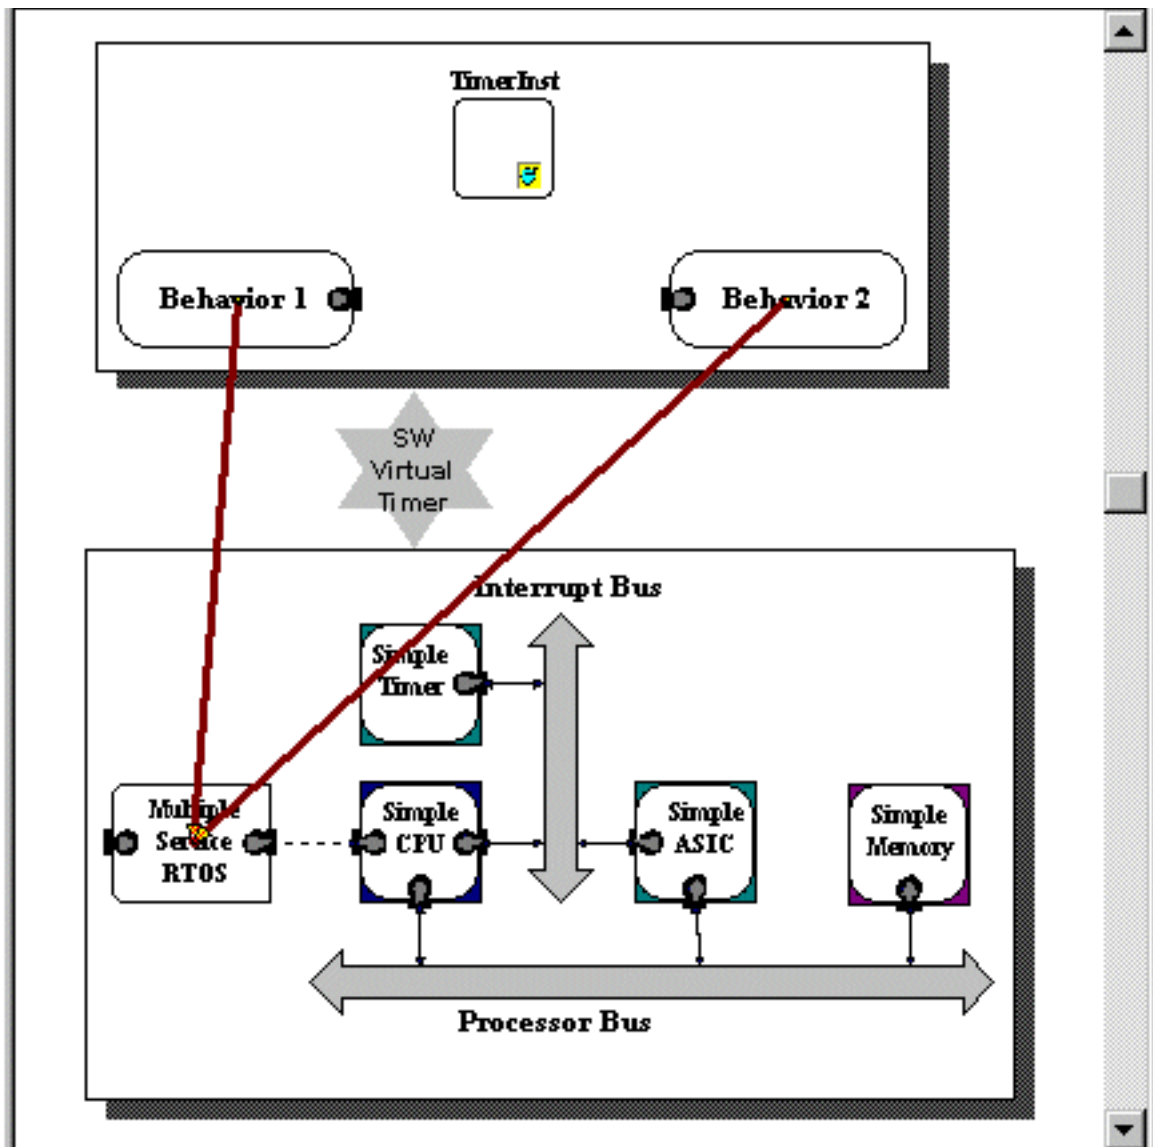 TimerInst
Behavior 1
Behavior 2
SW
Virtual
Timer
Interrupt Bus
Simple
Timer
Multiple
Service
RTOS
Simple
CPU
Simple
ASIC
Simple
Memory
Processor Bus